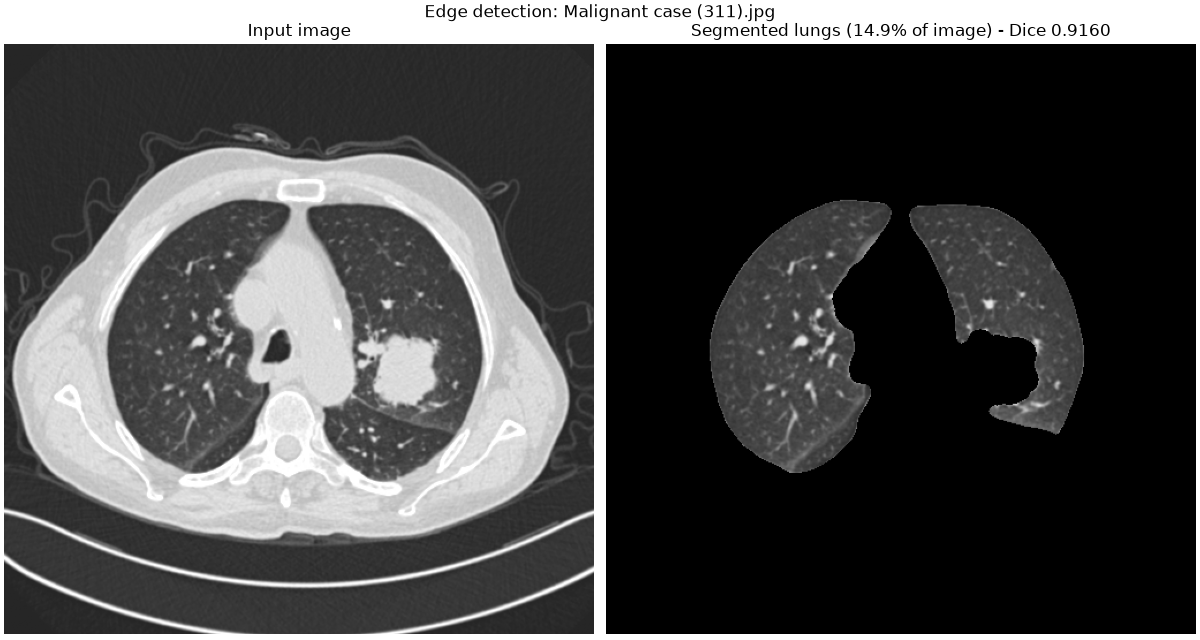 Edge detection: Malignant case (311).jpg
Input image
Segmented lungs (14.9% of image) - Dice 0.9160